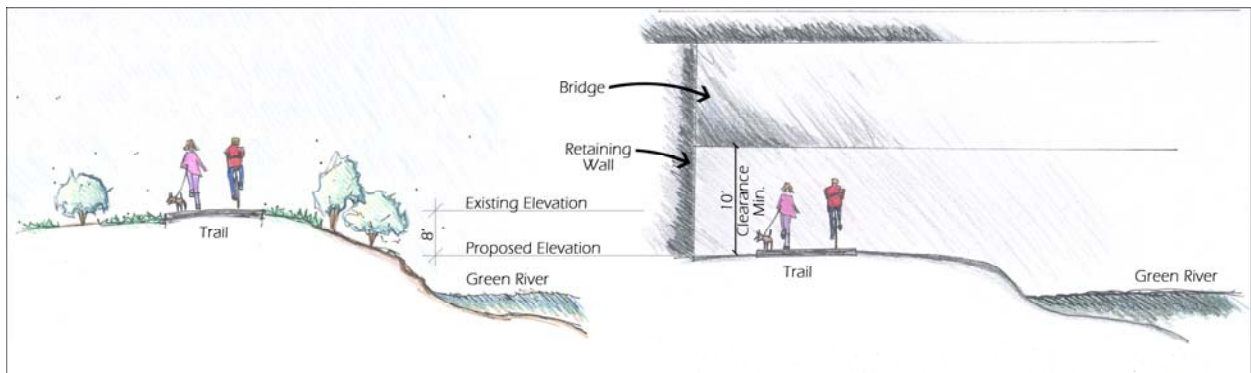 Trail
8'
Existing Elevation
Proposed Elevation
Green River
Bridge
Retaining
Wall
10'
Clearance
Min.
Trail
Green River